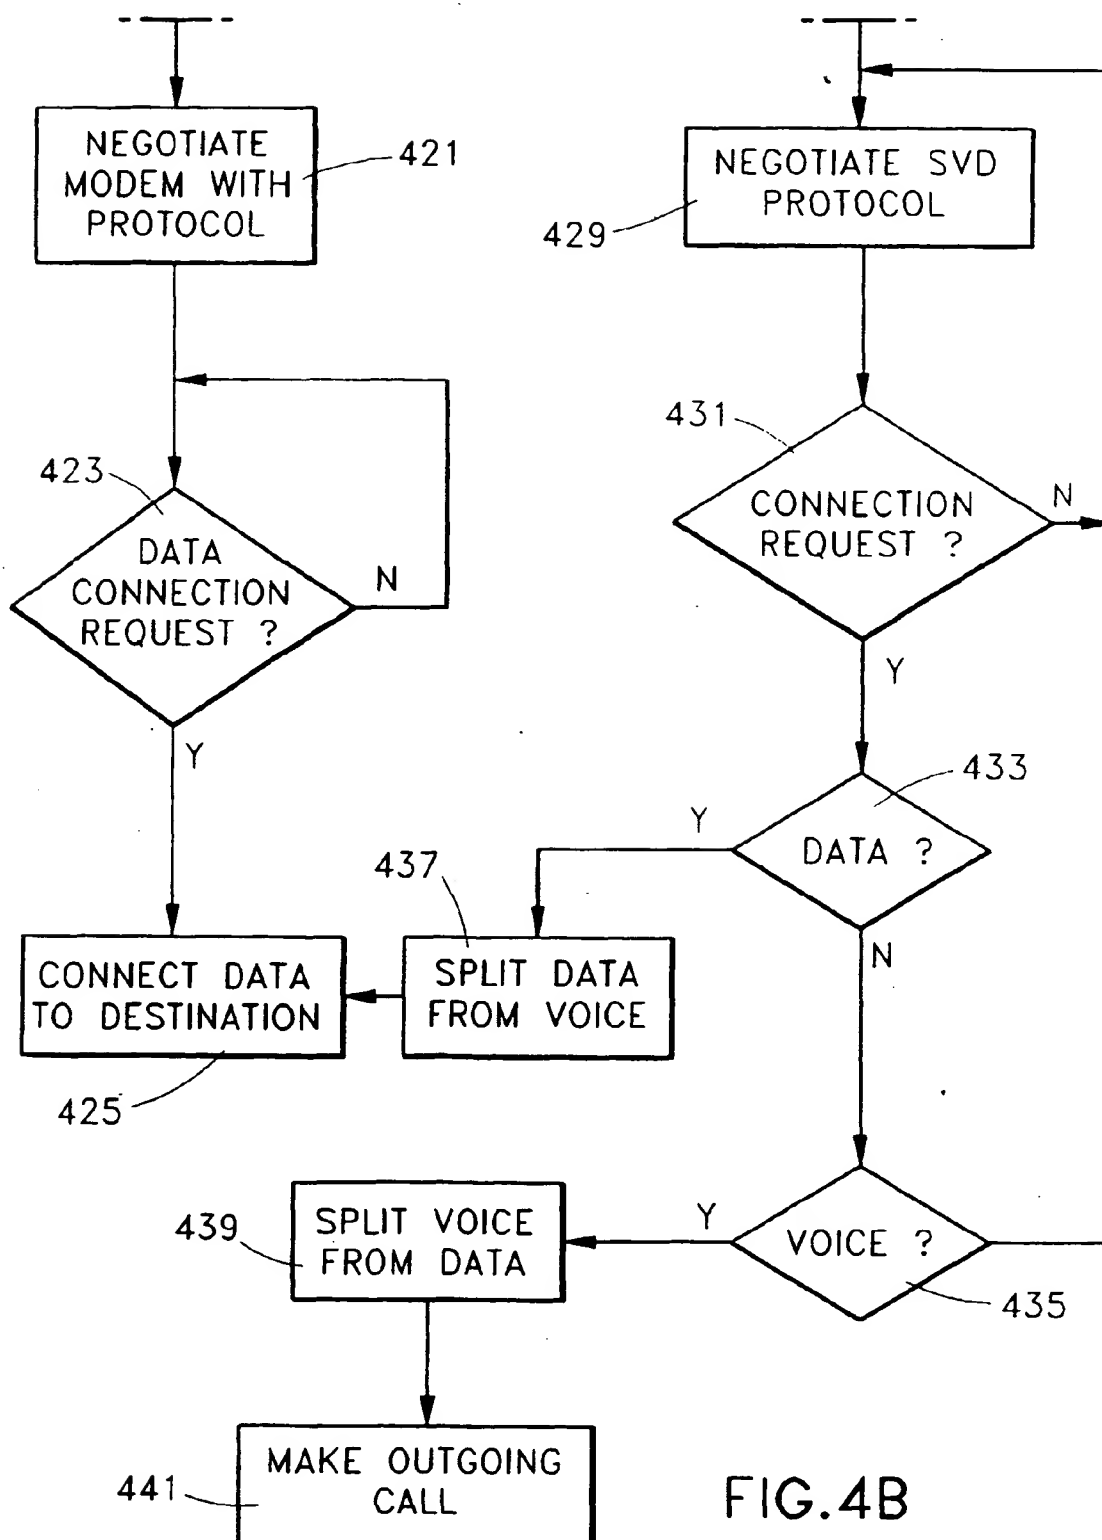 NEGOTIATE
MODEM WITH
PROTOCOL
421
423
DATA
CONNECTION
REQUEST ?
N
Y
CONNECT DATA
TO DESTINATION
425
NEGOTIATE SVD
PROTOCOL
429
431
CONNECTION
REQUEST ?
N
Y
433
DATA ?
Y
N
437
SPLIT DATA
FROM VOICE
VOICE ?
435
Y
439
SPLIT VOICE
FROM DATA
441
MAKE OUTGOING
CALL
FIG.4B